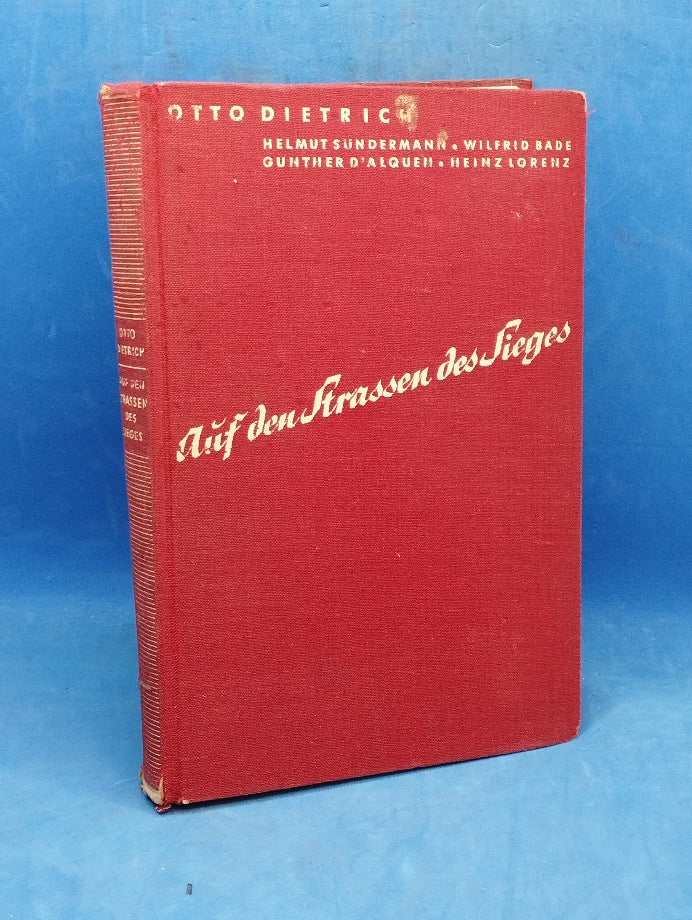 OTTO DIETRICH
HELMUT SÜNDERMANN • WILFRID BADE
GUNTHER D'ALQUEN • HEINZ LORENZ
Auf den Strassen des Sieges
OTTO
DIETRICH
AUF DEN
STRASSEN
DES
SIEGES